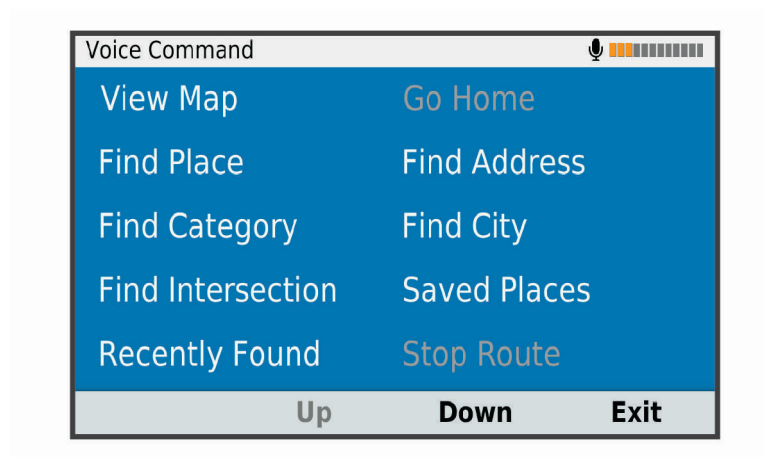 Voice Command
View Map Go Home
Find Place Find Address
Find Category Find City
Find Intersection Saved Places
Recently Found Stop Route
Up Down Exit